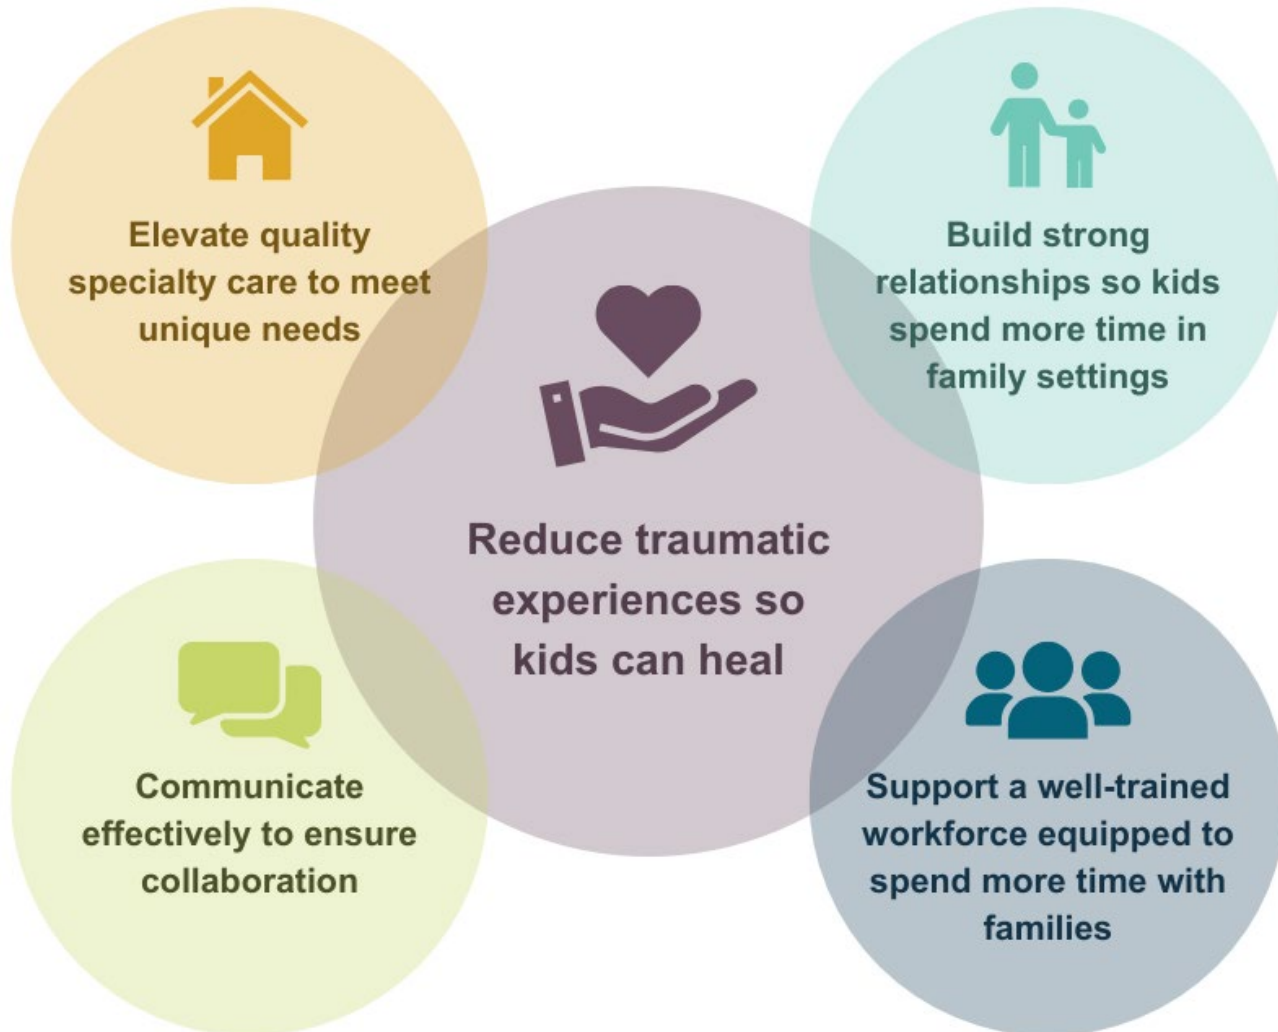 Elevate quality
specialty care to meet
unique needs
Build strong
relationships so kids
spend more time in
family settings
Reduce traumatic
experiences so
kids can heal
Communicate
effectively to ensure
collaboration
Support a well-trained
workforce equipped to
spend more time with
families